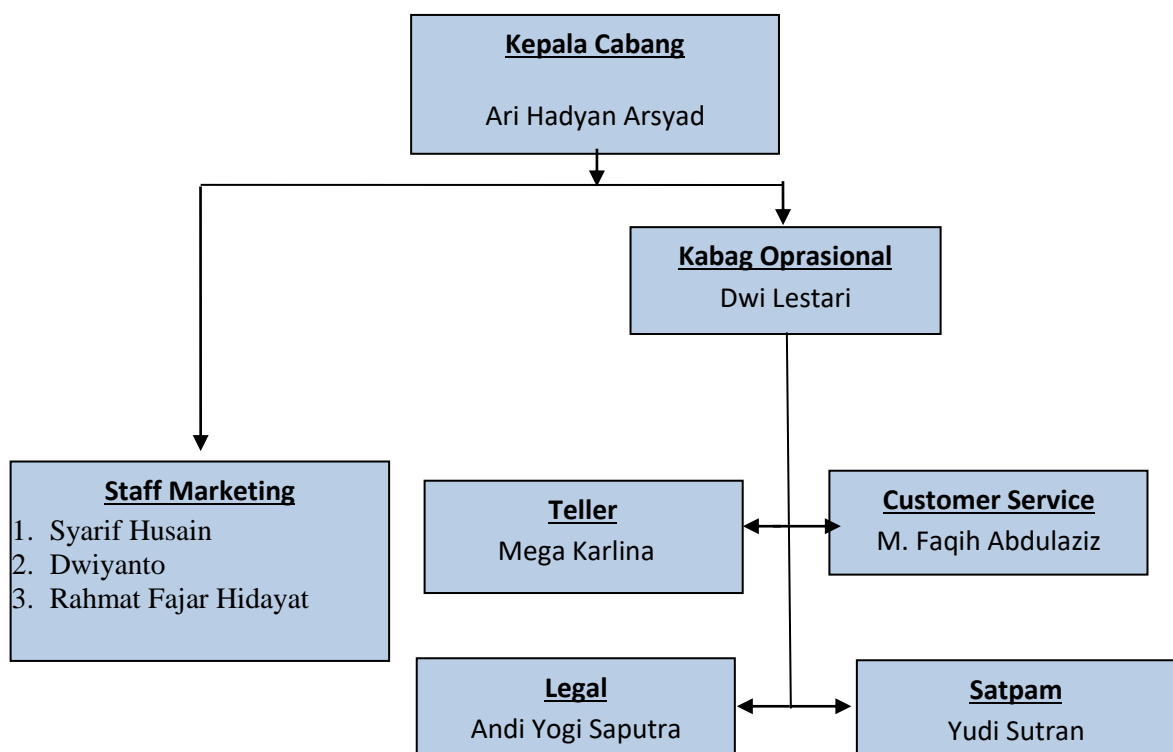 Kepala Cabang
Ari Hadyan Arsyad
Kabag Oprasional
Dwi Lestari
Staff Marketing
1. Syarif Husain
2. Dwiyanto
3. Rahmat Fajar Hidayat
Teller
Mega Karlina
Customer Service
M. Faqih Abdulaziz
Legal
Andi Yogi Saputra
Satpam
Yudi Sutran